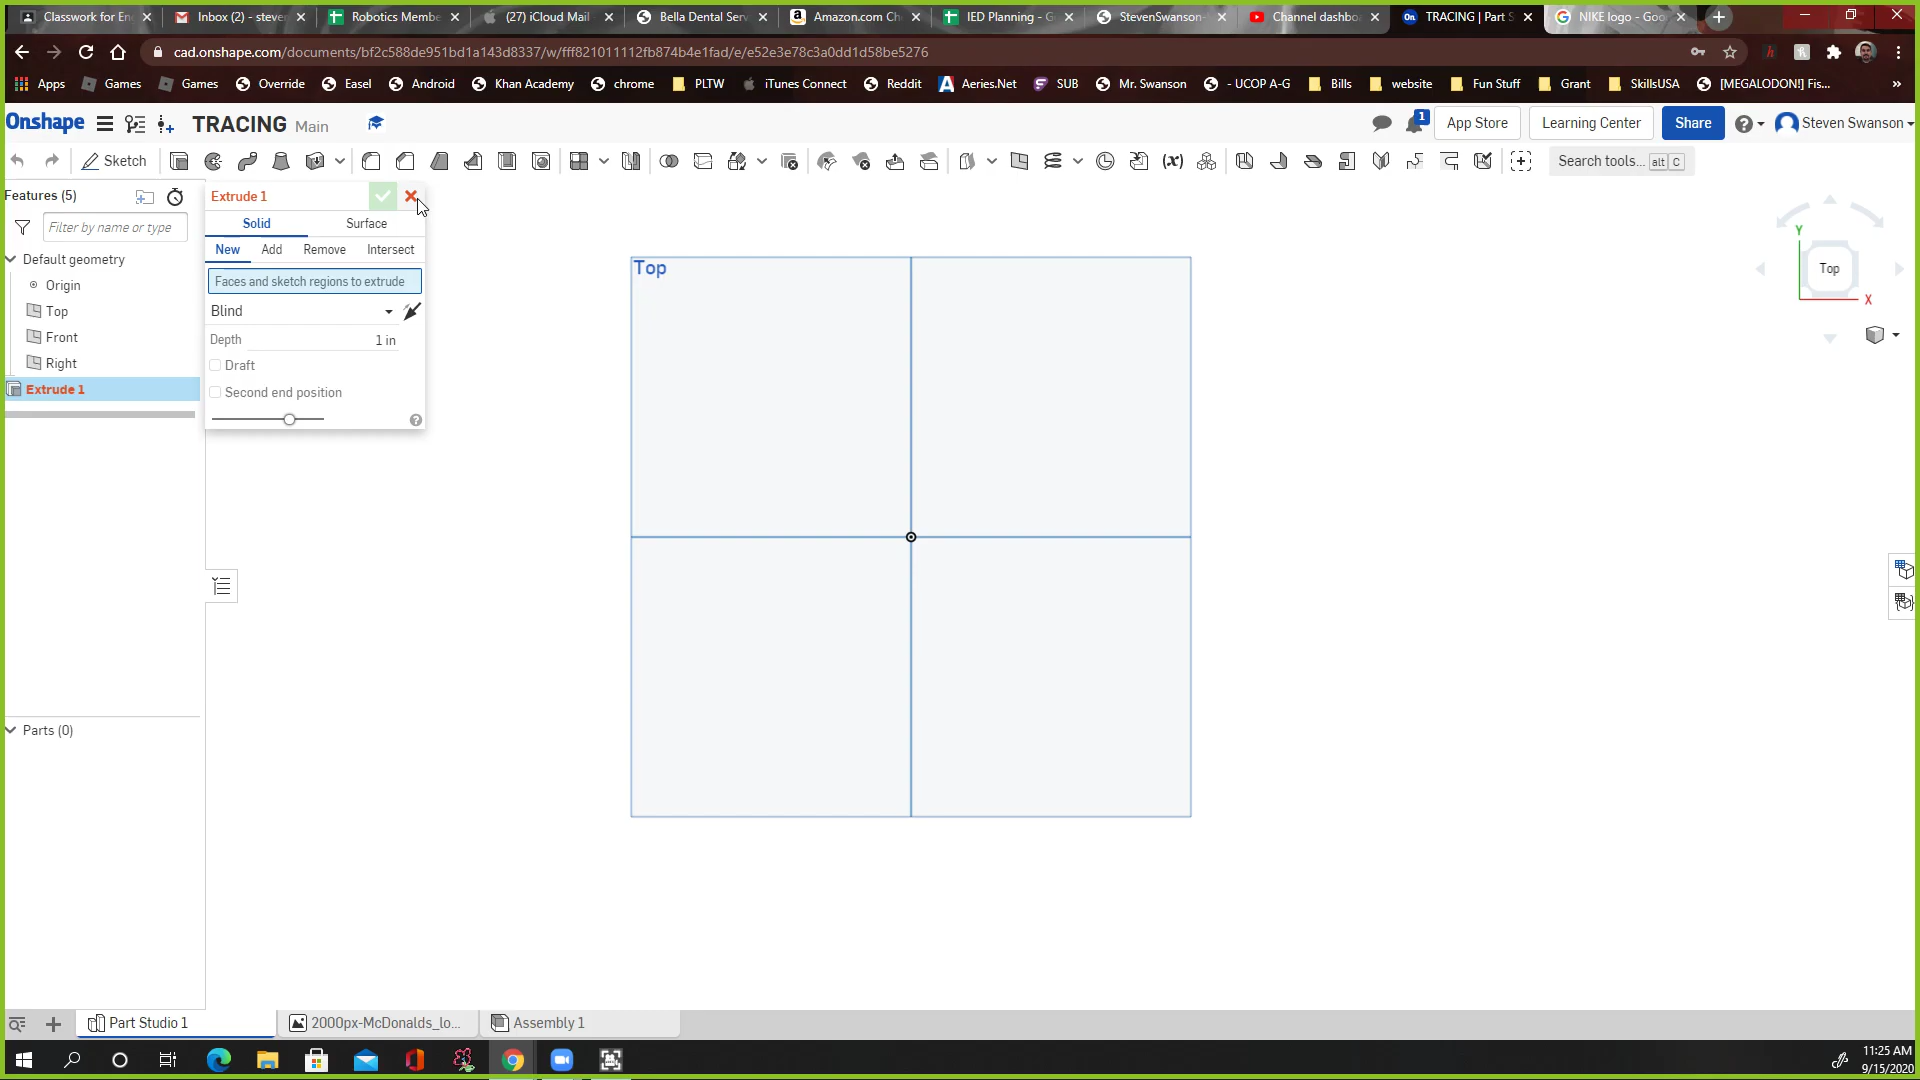 Classwork for En
Inbox (2) - steven
Robotics Membe
(27) iCloud Mail
Bella Dental Serv
Amazon.com Ch
IED Planning - G
StevenSwanson-
Channel dashbo
TRACING | Part S
NIKE logo - Goo
cad.onshape.com/documents/bf2c588de951bd1a143d8337/w/fff821011112fb874b4e1fad/e/e52e3e78c3a0dd1d58be5276
Apps
Games
Games
Override
Easel
Android
Khan Academy
chrome
PLTW
iTunes Connect
Reddit
Aeries.Net
SUB
Mr. Swanson
- UCOP A-G
Bills
website
Fun Stuff
Grant
SkillsUSA
[MEGALODON!] Fis...
»
Onshape
TRACING Main
1
App Store
Learning Center
Share
Steven Swanson
Sketch
(x)
Search tools... alt C
Features (5)
Filter by name or type
Default geometry
Origin
Top
Front
Right
Extrude 1
Parts (0)
Extrude 1
Solid
Surface
New
Add
Remove
Intersect
Faces and sketch regions to extrude
Blind
Depth
1 in
Draft
Second end position
Top
Y
Top
X
Part Studio 1
2000px-McDonalds_lo...
Assembly 1
11:25 AM
9/15/2020